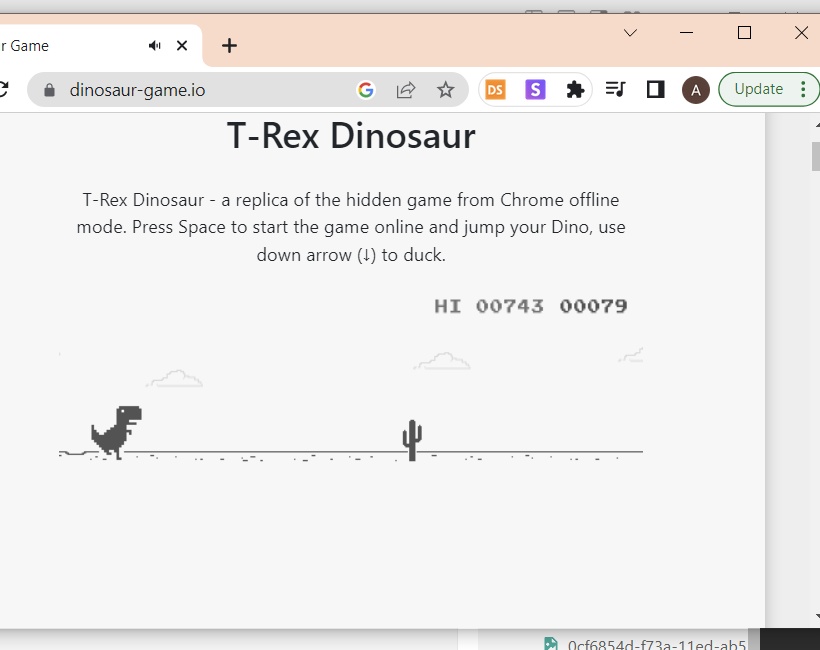 r Game
dinosaur-game.io
DS
S
A
Update
T-Rex Dinosaur
T-Rex Dinosaur - a replica of the hidden game from Chrome offline
mode. Press Space to start the game online and jump your Dino, use
down arrow (↓) to duck.
HI 00743 00079
0cf6854d-f73a-11ed-ab5